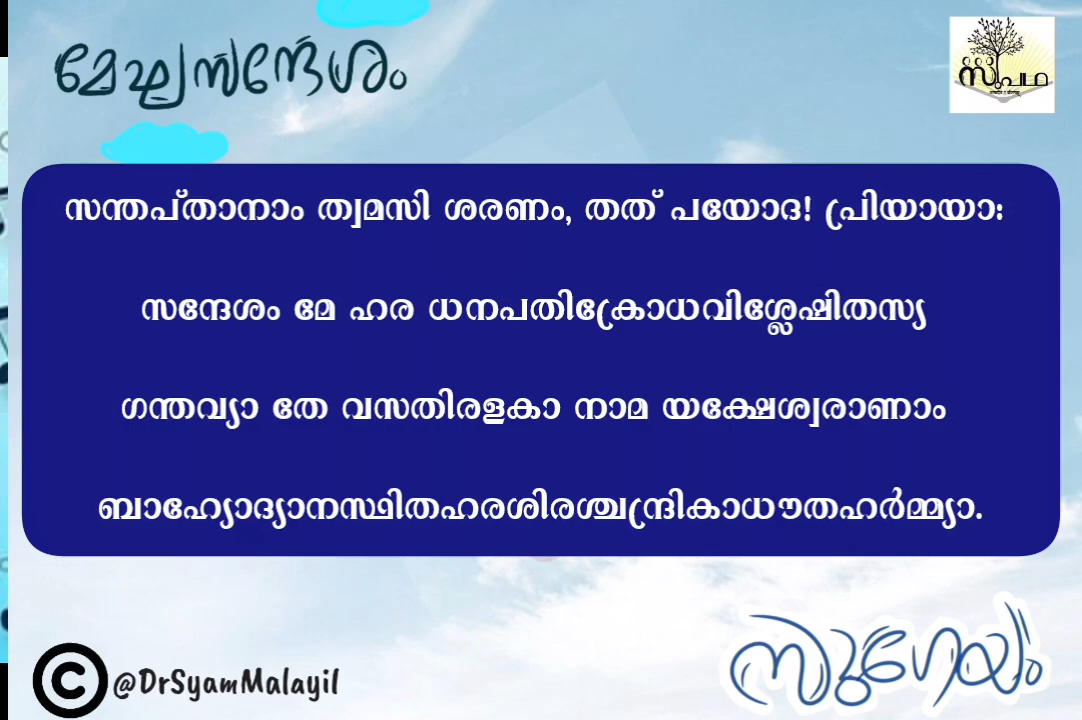 മേഘസന്ദേശം
സുപഥ
സന്തപ്താനാം ത്വമസി ശരണം, തത് പയോദ! പ്രിയായാഃ
സന്ദേശം മേ ഹര ധനപതിക്രോധവിശ്ലേഷിതസ്യ
ഗന്തവ്യാ തേ വസതിരളകാ നാമ യക്ഷേശ്വരാണാം
ബാഹ്യോദ്യാനസ്ഥിതഹരശിരശ്ചന്ദ്രികാധൗതഹർമ്മ്യാ.
സുഗേയം
© @DrSyamMalayil